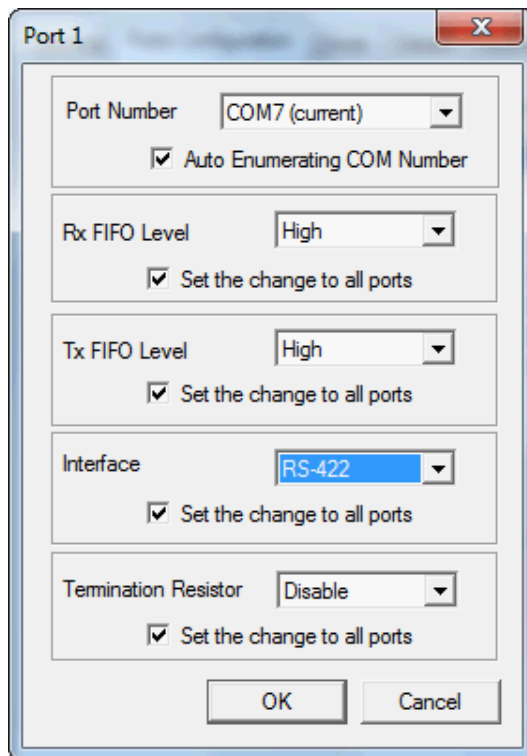 Port 1
Port Number COM7 (current)
Auto Enumerating COM Number
Rx FIFO Level High
Set the change to all ports
Tx FIFO Level High
Set the change to all ports
Interface RS-422
Set the change to all ports
Termination Resistor Disable
Set the change to all ports
OK Cancel